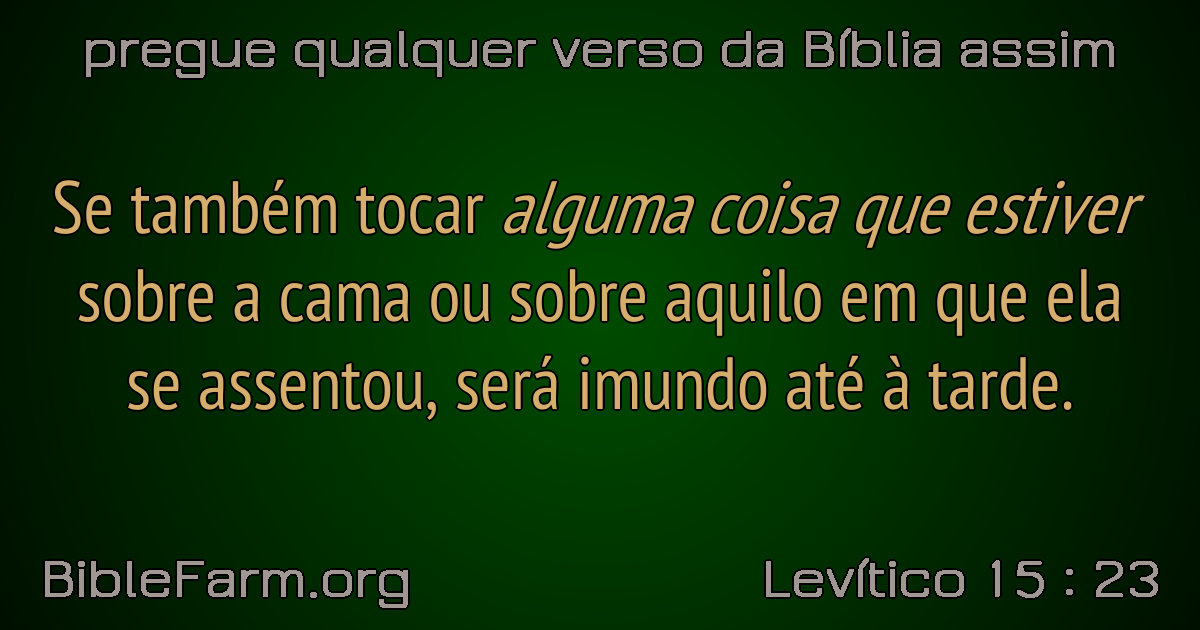 pregue qualquer verso da Bíblia assim
Se também tocar alguma coisa que estiver
sobre a cama ou sobre aquilo em que ela
se assentou, será imundo até à tarde.
BibleFarm.org
Levítico 15 : 23